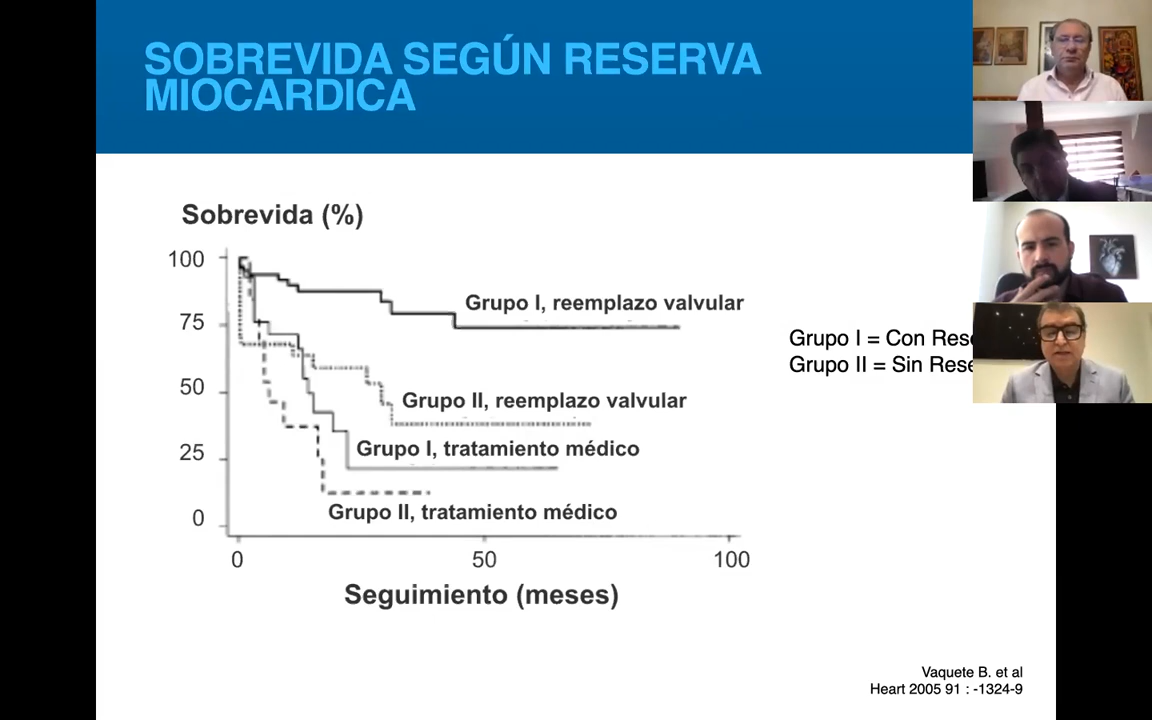 SOBREVIDA SEGÚN RESERVA
MIOCARDICA
Sobrevida (%)
100
75
50
25
0
Grupo I, reemplazo valvular
Grupo II, reemplazo valvular
Grupo I, tratamiento médico
Grupo II, tratamiento médico
0 50 100
Seguimiento (meses)
Grupo I = Con Rese
Grupo II = Sin Rese
Vaquete B. et al
Heart 2005 91 : -1324-9